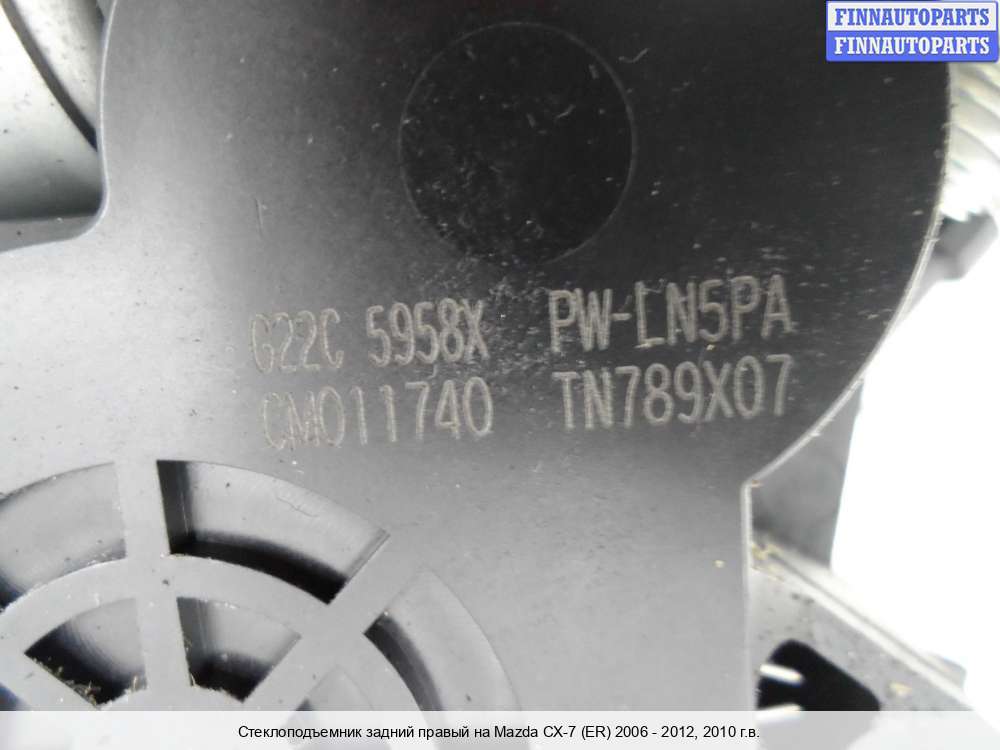 FINNAUTOPARTS
FINNAUTOPARTS
G22C 5958X PW-LN5PA
CM011740 TN789X07
Стеклоподъемник задний правый на Mazda CX-7 (ER) 2006 - 2012, 2010 г.в.